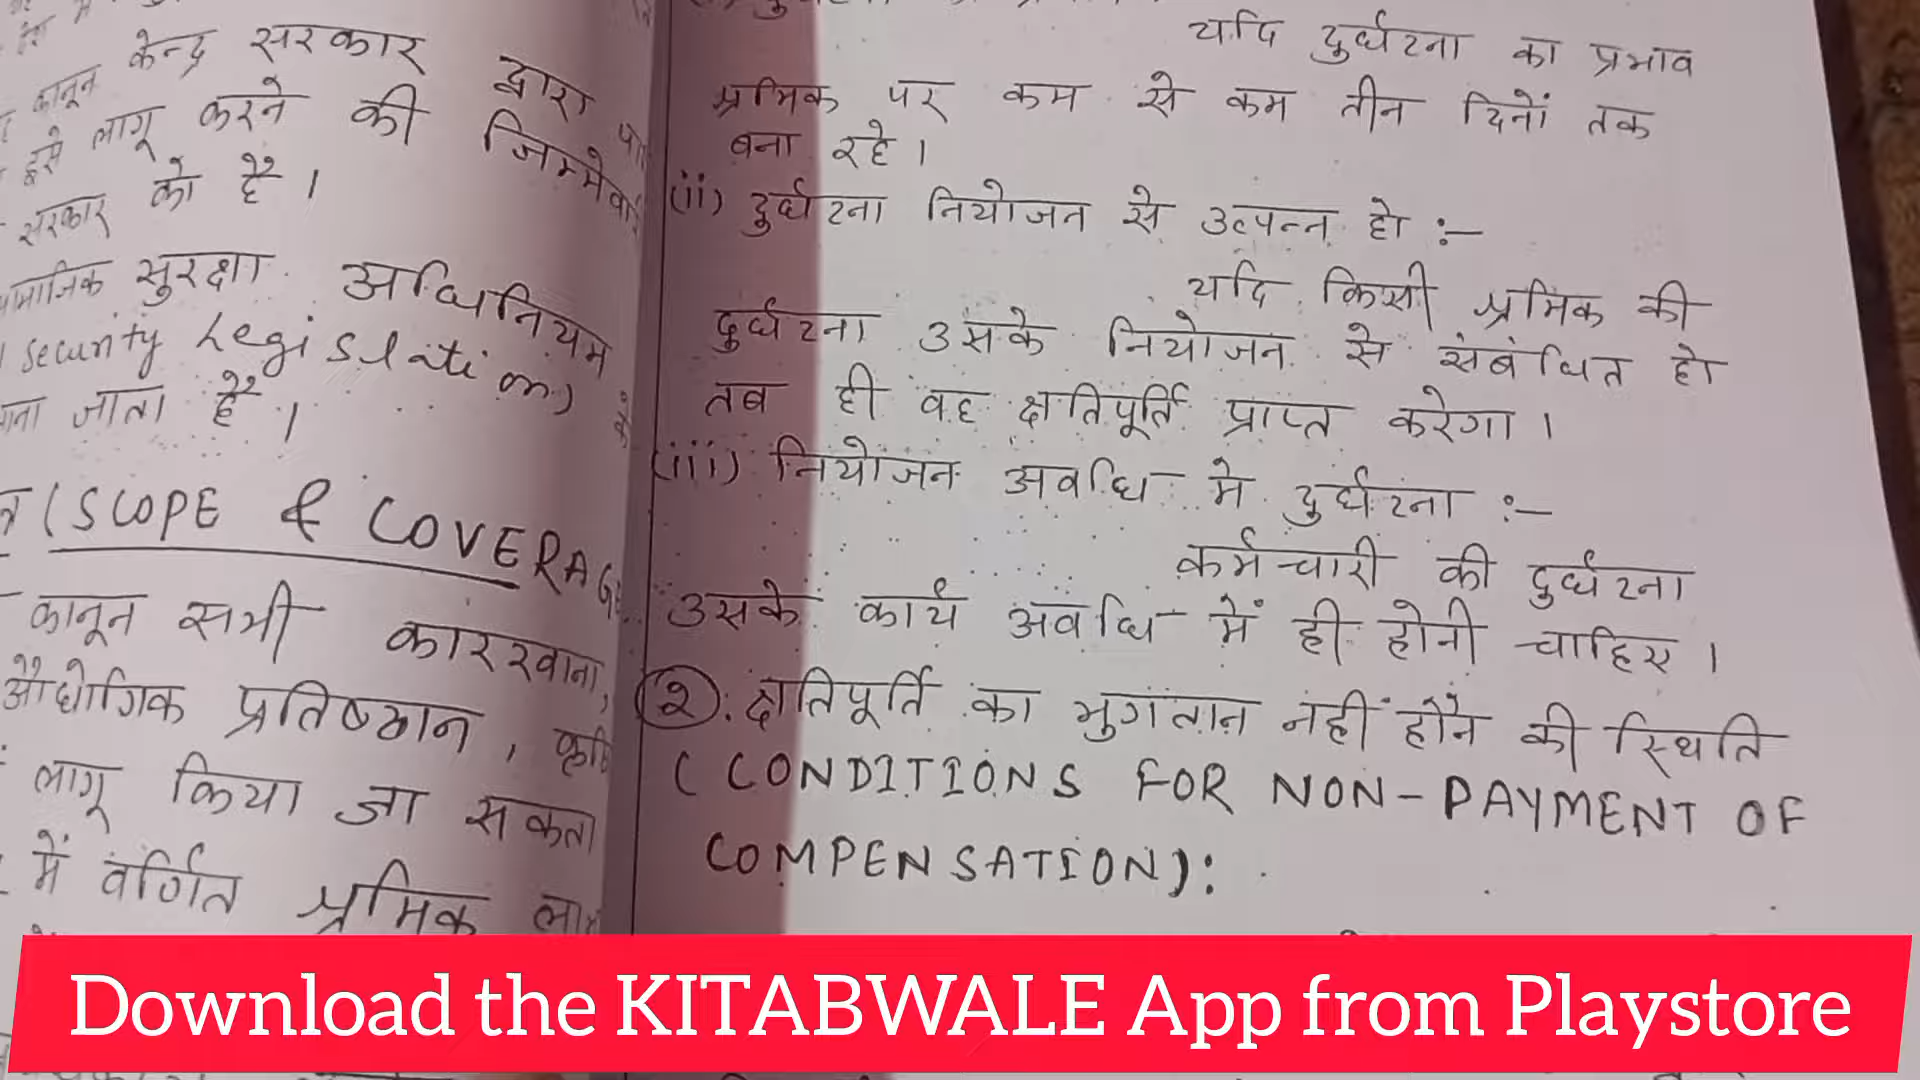 केन्द्र सरकार द्वारा
कानून
इसे लागू करने की जिम्मेवारी
सरकार को है।
सामाजिक सुरक्षा अधिनियम
security Legislation) के
माना जाता है।
(SCOPE & COVERAGE
कानून सभी कारखाना,
औद्योगिक प्रतिष्ठान, कृषि
लागू किया जा सकता
में वर्णित श्रमिक
यदि दुर्घटना का प्रभाव
श्रमिक पर कम से कम तीन दिनों तक
बना रहे।
(ii) दुर्घटना नियोजन से उत्पन्न हो :-
यदि किसी श्रमिक की
दुर्घटना उसके नियोजन से संबंधित हो
तब ही वह क्षतिपूर्ति प्राप्त करेगा।
(iii) नियोजन अवधि मे दुर्घटना :-
कर्मचारी की दुर्घटना
उसके कार्य अवधि में ही होनी चाहिए।
२. क्षतिपूर्ति का भुगतान नहीं होने की स्थिति
(CONDITIONS FOR NON-PAYMENT OF
COMPENSATION):
Download the KITABWALE App from Playstore